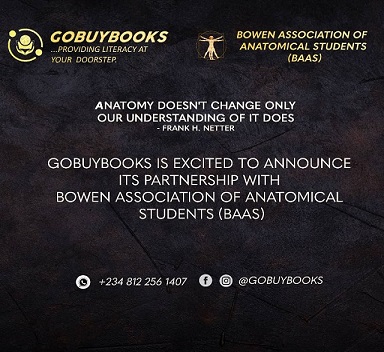 GOBUYBOOKS
...PROVIDING LITERACY AT
YOUR DOORSTEP.
BOWEN ASSOCIATION OF
ANATOMICAL STUDENTS
(BAAS)
ANATOMY DOESN'T CHANGE ONLY
OUR UNDERSTANDING OF IT DOES
- FRANK H. NETTER
GOBUYBOOKS IS EXCITED TO ANNOUNCE
ITS PARTNERSHIP WITH
BOWEN ASSOCIATION OF ANATOMICAL
STUDENTS (BAAS)
+234 812 256 1407 @GOBUYBOOKS